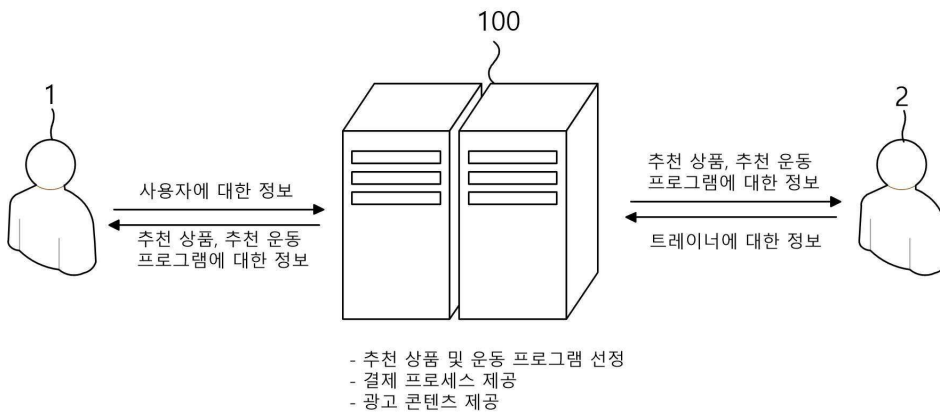 100
1
2
사용자에 대한 정보
추천 상품, 추천 운동
프로그램에 대한 정보
추천 상품, 추천 운동
프로그램에 대한 정보
트레이너에 대한 정보
- 추천 상품 및 운동 프로그램 선정
- 결제 프로세스 제공
- 광고 콘텐츠 제공